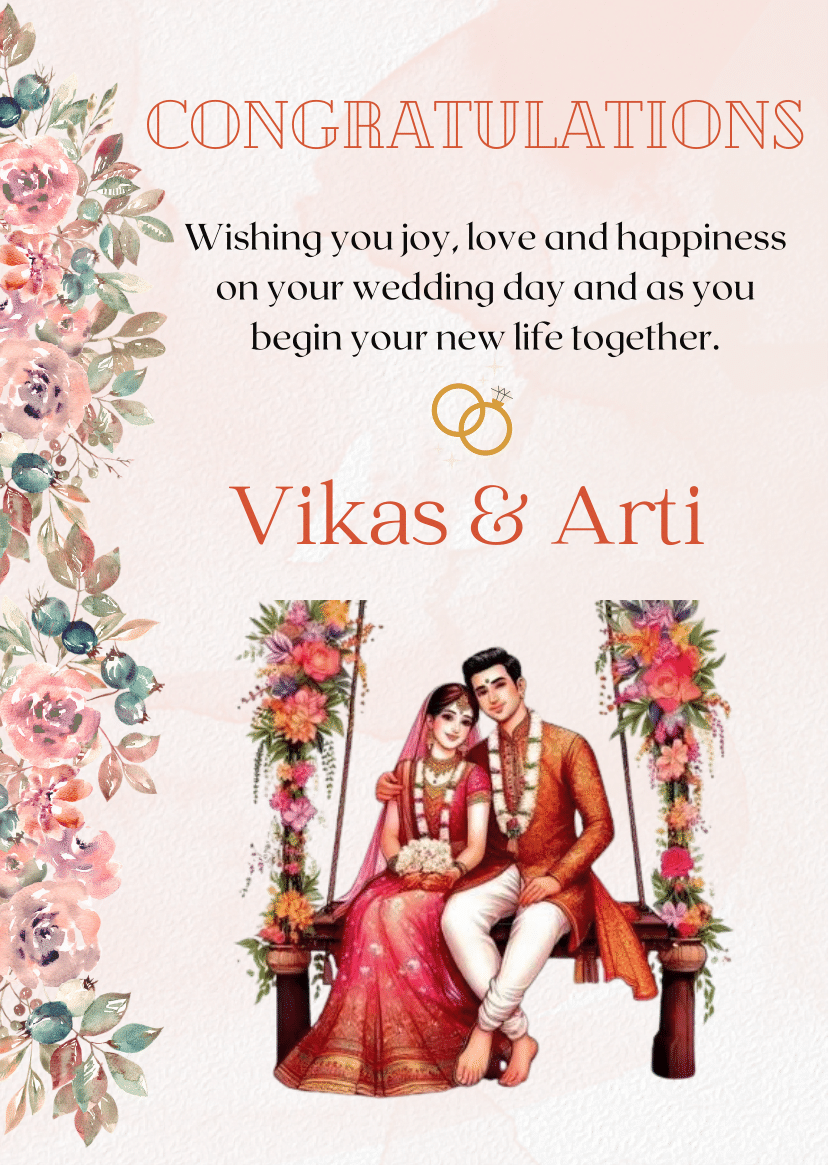 CONGRATULATIONS
Wishing you joy, love and happiness
on your wedding day and as you
begin your new life together.
Vikas & Arti